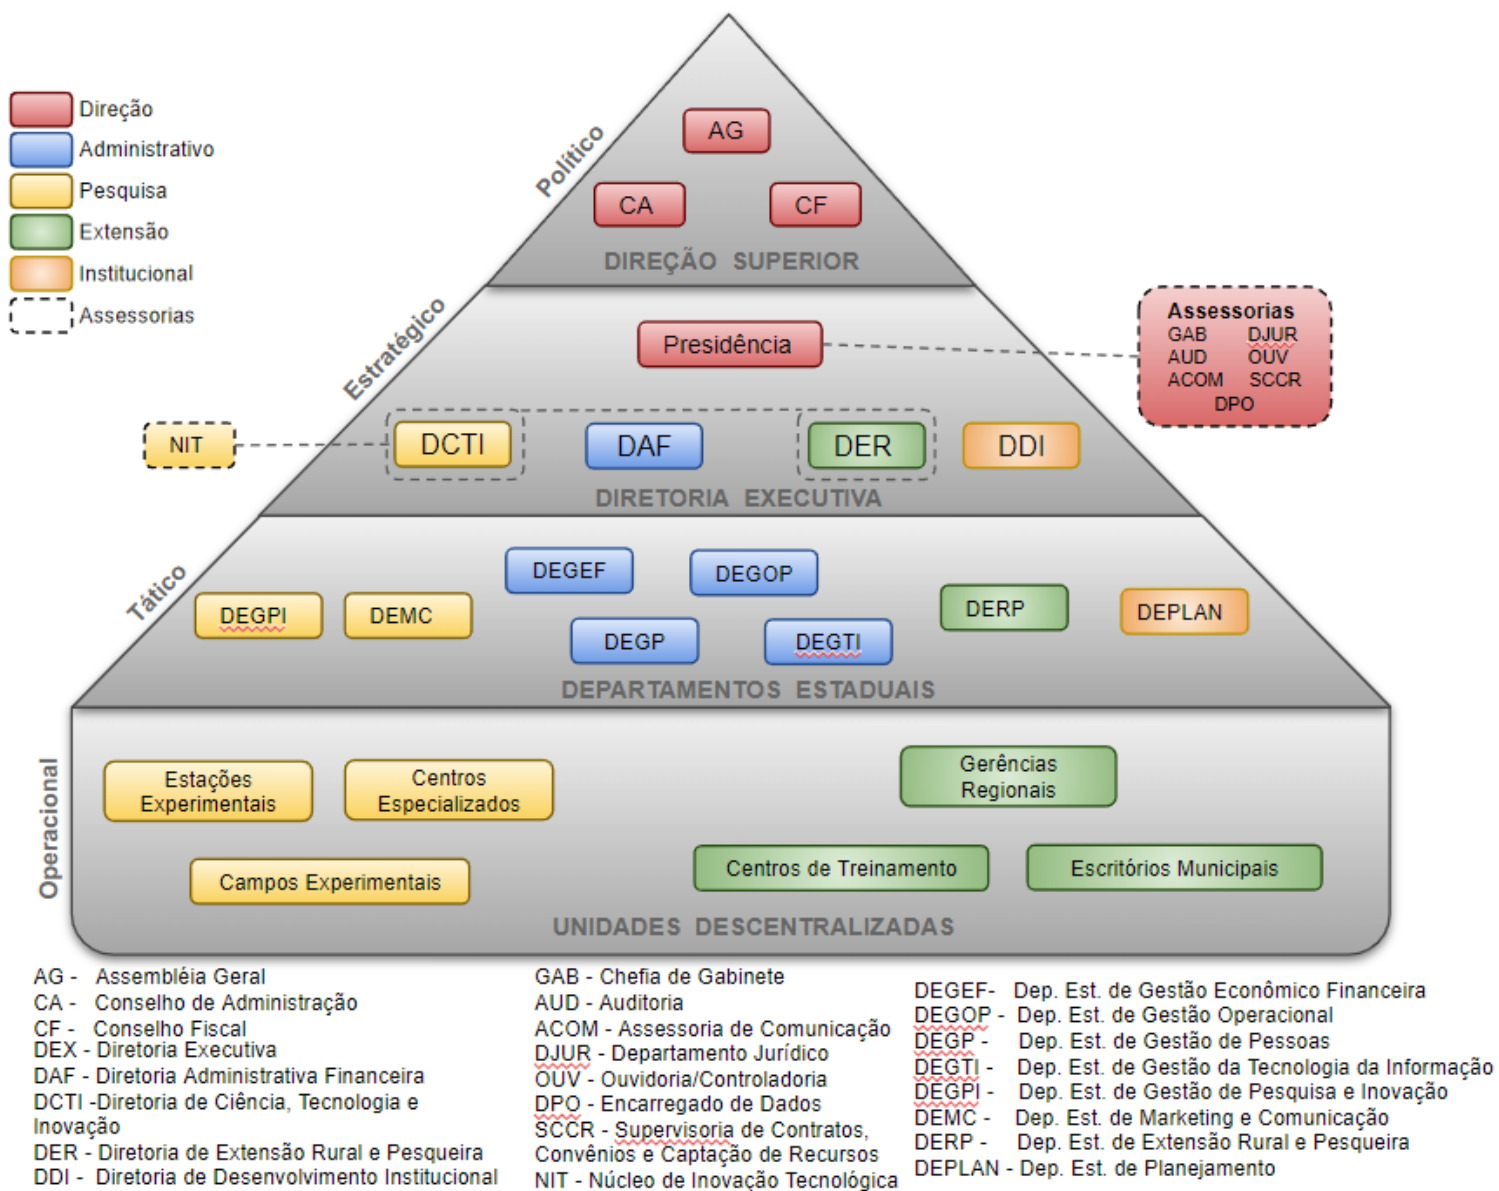 Direção
Administrativo
Pesquisa
Extensão
Institucional
Assessorias
Político
AG
CA CF
DIREÇÃO SUPERIOR
Estratégico
Presidência
Assessorias
GAB DJUR
AUD OUV
ACOM SCCR
DPO
NIT
DCTI DAF DER DDI
DIRETORIA EXECUTIVA
Tático
DEGEF DEGOP
DEGPI DEMC DERP DEPLAN
DEGP DEGTI
DEPARTAMENTOS ESTADUAIS
Operacional
Estações
Experimentais
Centros
Especializados
Gerências
Regionais
Campos Experimentais
Centros de Treinamento
Escritórios Municipais
UNIDADES DESCENTRALIZADAS
AG - Assembléia Geral
CA - Conselho de Administração
CF - Conselho Fiscal
DEX - Diretoria Executiva
DAF - Diretoria Administrativa Financeira
DCTI -Diretoria de Ciência, Tecnologia e
Inovação
DER - Diretoria de Extensão Rural e Pesqueira
DDI - Diretoria de Desenvolvimento Institucional
GAB - Chefia de Gabinete
AUD - Auditoria
ACOM - Assessoria de Comunicação
DJUR - Departamento Jurídico
OUV - Ouvidoria/Controladoria
DPO - Encarregado de Dados
SCCR - Supervisoria de Contratos,
Convênios e Captação de Recursos
NIT - Núcleo de Inovação Tecnológica
DEGEF- Dep. Est. de Gestão Econômico Financeira
DEGOP - Dep. Est. de Gestão Operacional
DEGP - Dep. Est. de Gestão de Pessoas
DEGTI - Dep. Est. de Gestão da Tecnologia da Informação
DEGPI - Dep. Est. de Gestão de Pesquisa e Inovação
DEMC - Dep. Est. de Marketing e Comunicação
DERP - Dep. Est. de Extensão Rural e Pesqueira
DEPLAN - Dep. Est. de Planejamento